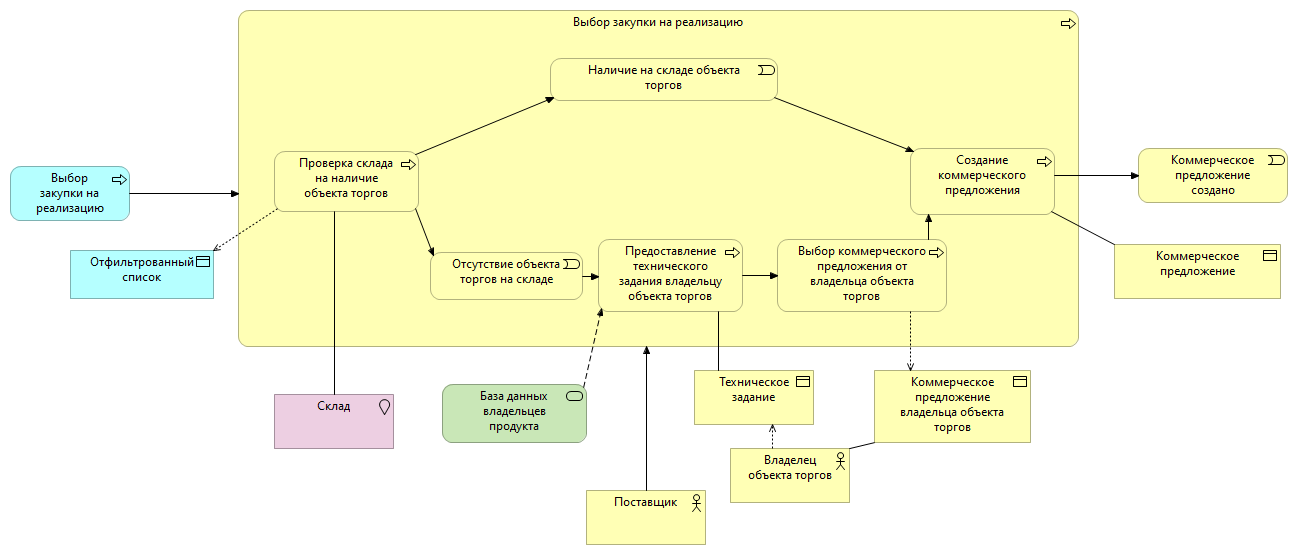 Выбор закупки на реализацию
Наличие на складе объекта
торгов
Проверка склада
на наличие
объекта торгов
Создание
коммерческого
предложения
Коммерческое
предложение
создано
Выбор
закупки на
реализацию
Отфильтрованный
список
Отсутствие объекта
торгов на складе
Предоставление
технического
задания владельцу
объекта торгов
Выбор коммерческого
предложения от
владельца объекта
торгов
Коммерческое
предложение
Склад
База данных
владельцев
продукта
Техническое
задание
Коммерческое
предложение
владельца объекта
торгов
Владелец
объекта торгов
Поставщик